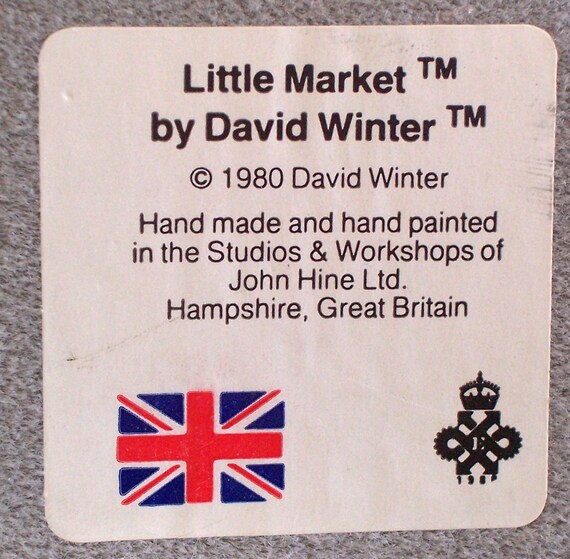 Little Market ™
by David Winter ™
© 1980 David Winter
Hand made and hand painted
in the Studios & Workshops of
John Hine Ltd.
Hampshire, Great Britain